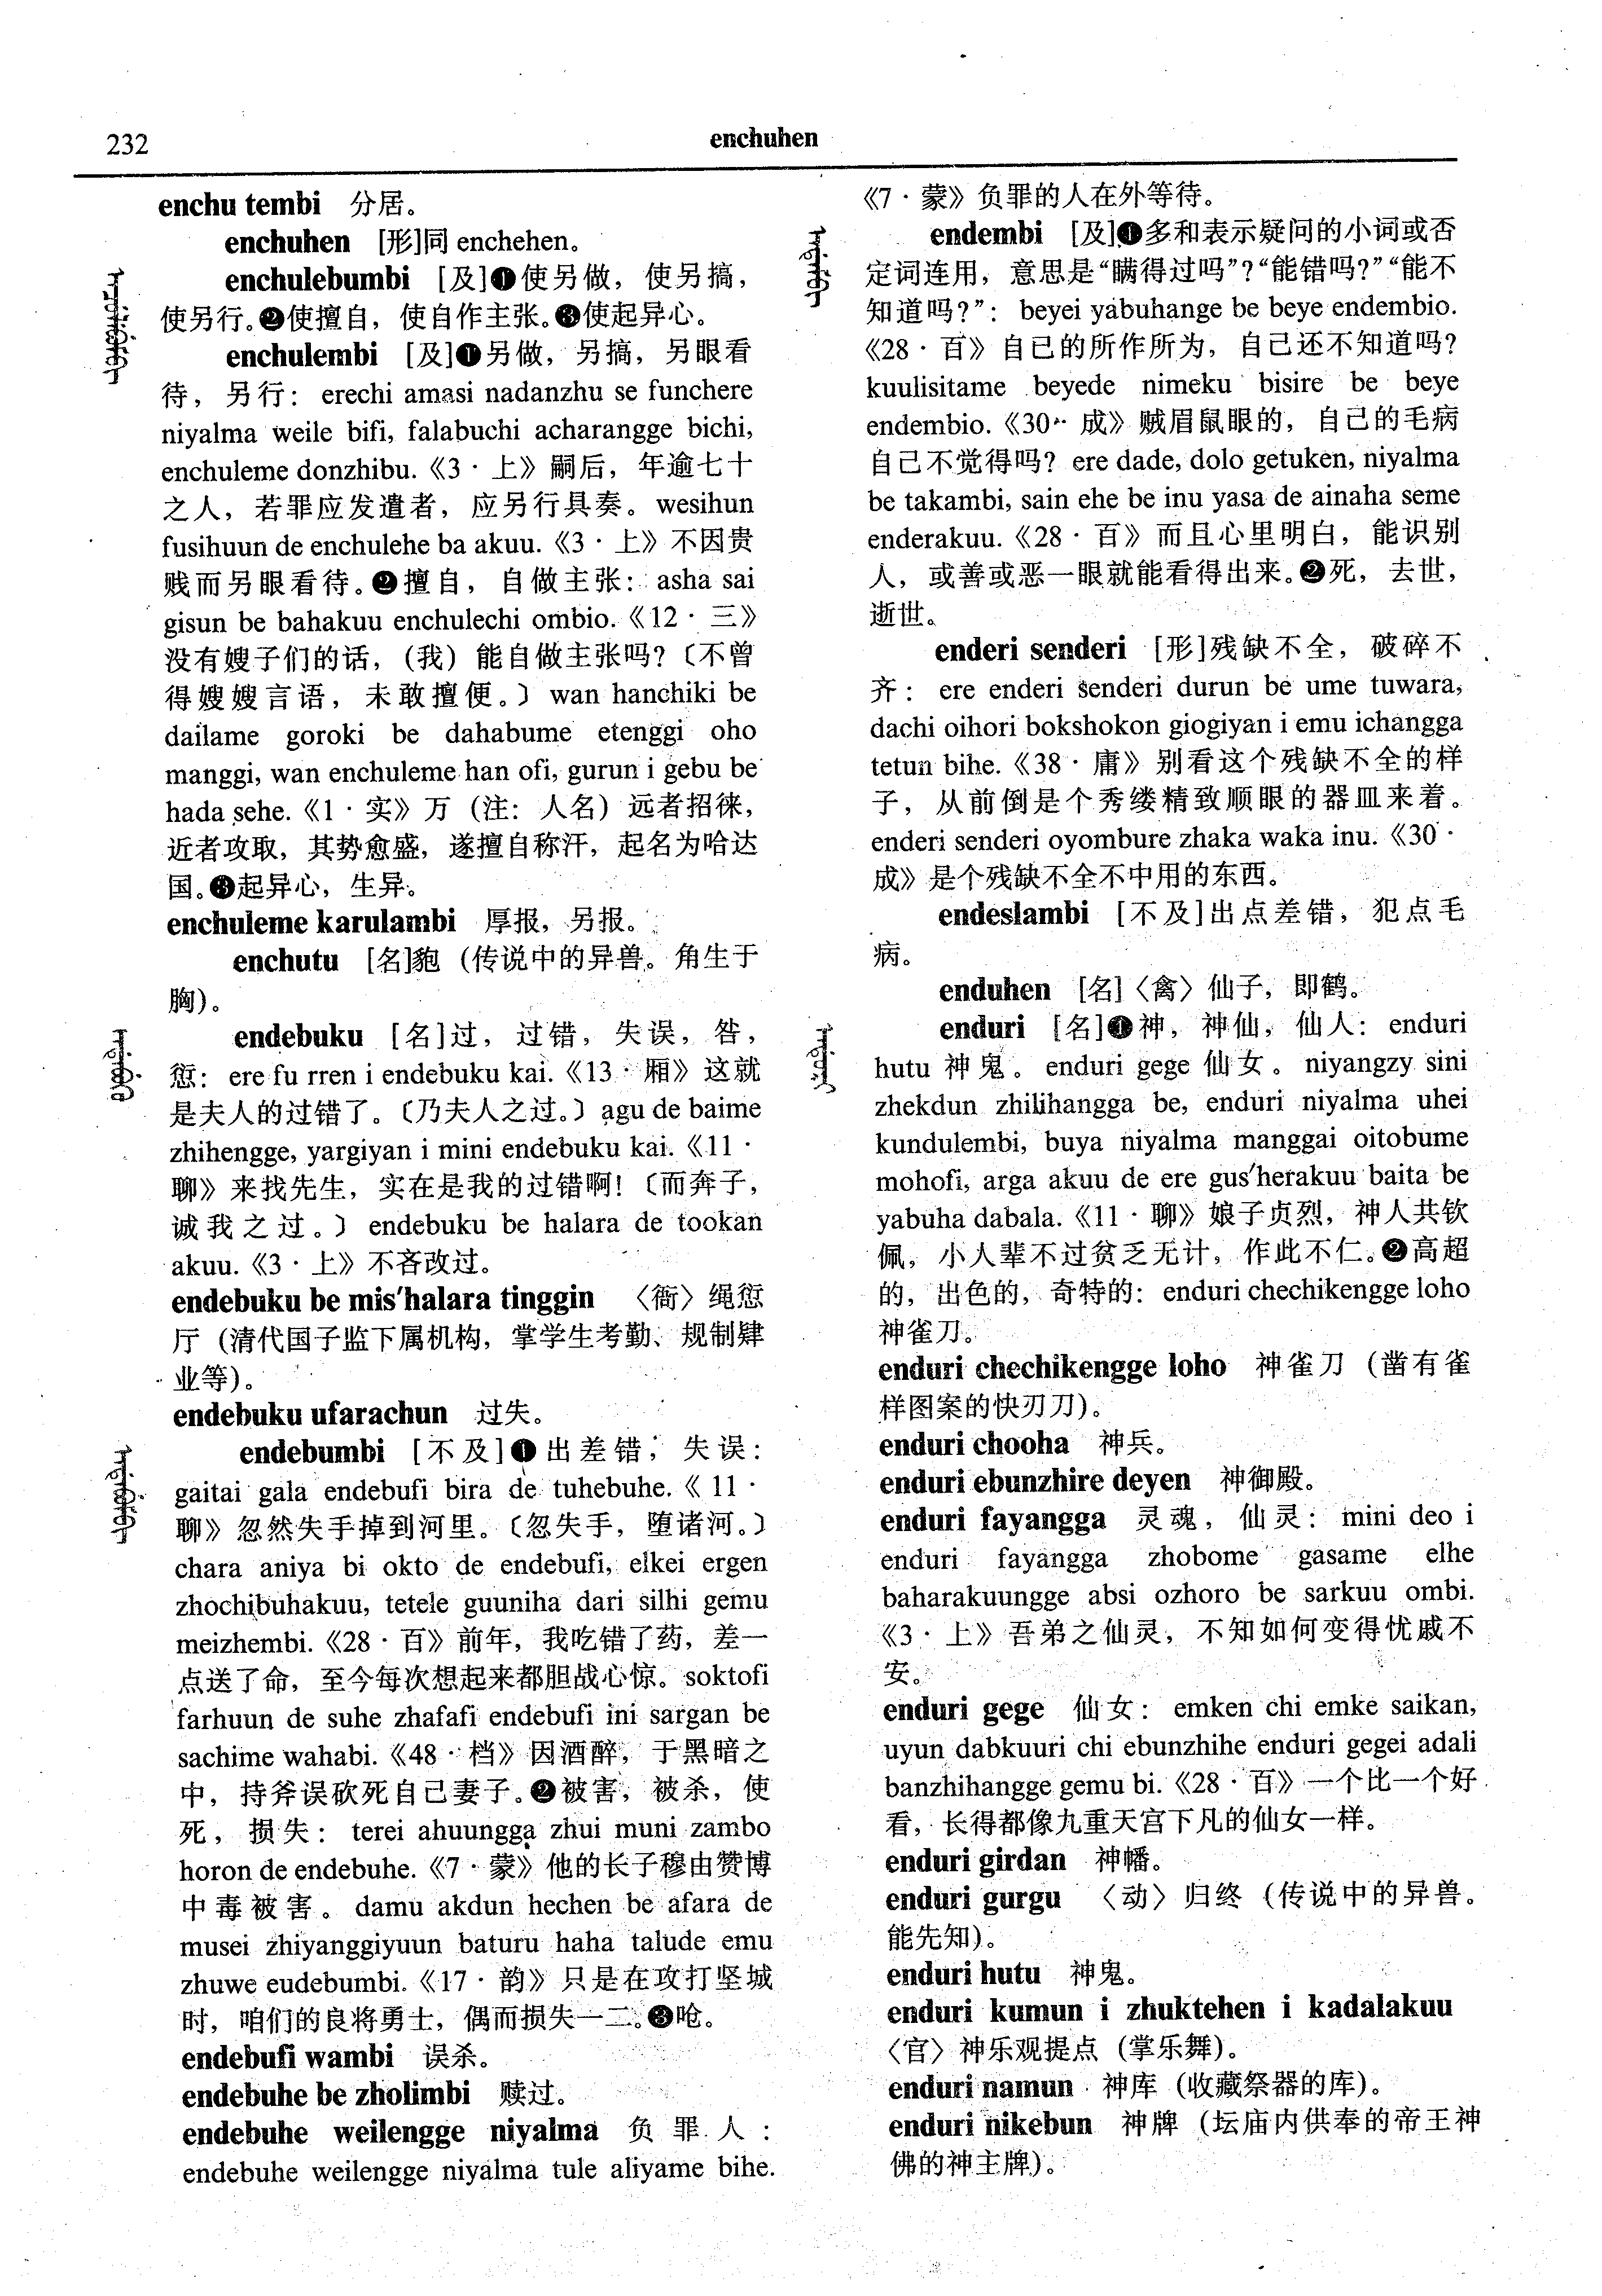 232
enchuhen
enchu tembi 分居。
enchuhen [形]同 enchehen。
enchulebumbi [及]❶使另做，使另搞，
使另行。❷使擅自，使自作主张。❸使起异心。
enchulembi [及]❶另做，另搞，另眼看
待，另行：erechi amasi nadanzhu se funchere
niyalma weile bifi, falabuchi acharangge bichi,
enchuleme donzhibu.《3·上》嗣后，年逾七十
之人，若罪应发遣者，应另行具奏。wesihun
fusihuun de enchulehe ba akuu.《3·上》不因贵
贱而另眼看待。❷擅自，自做主张：asha sai
gisun be bahakuu enchulechi ombio.《12·三》
没有嫂子们的话，(我) 能自做主张吗?〔不曾
得嫂嫂言语，未敢擅便。〕wan hanchiki be
dailame goroki be dahabume etenggi oho
manggi, wan enchuleme han ofi, gurun i gebu be
hada sehe.《1·实》万 (注：人名) 远者招徕，
近者攻取，其势愈盛，遂擅自称汗，起名为哈达
国。❸起异心，生异。
enchuleme karulambi 厚报，另报。
enchutu [名]豞 (传说中的异兽。角生于
胸)。
endebuku [名]过，过错，失误，咎，
愆：ere fu rren i endebuku kai.《13·厢》这就
是夫人的过错了。〔乃夫人之过。〕agu de baime
zhihengge, yargiyan i mini endebuku kai.《11·
聊》来找先生，实在是我的过错啊!〔而奔子，
诚我之过。〕endebuku be halara de tookan
akuu.《3·上》不吝改过。
endebuku be mis'halara tinggin 〈衙〉绳愆
厅 (清代国子监下属机构，掌学生考勤、规制肄
业等)。
endebuku ufarachun 过失。
endebumbi [不及]❶出差错，失误：
gaitai gala endebufi bira de tuhebuhe.《11·
聊》忽然失手掉到河里。〔忽失手，堕诸河。〕
chara aniya bi okto de endebufi, elkei ergen
zhochibuhakuu, tetele guuniha dari silhi gemu
meizhembi.《28·百》前年，我吃错了药，差一
点送了命，至今每次想起来都胆战心惊。soktofi
farhuun de suhe zhafafi endebufi ini sargan be
sachime wahabi.《48·档》因酒醉，于黑暗之
中，持斧误砍死自己妻子。❷被害，被杀，使
死，损失：terei ahuungga zhui muni zambo
horon de endebuhe.《7·蒙》他的长子穆由赞博
中毒被害。damu akdun hechen be afara de
musei zhiyanggiyuun baturu haha talude emu
zhuwe eudebumbi.《17·韵》只是在攻打坚城
时，咱们的良将勇士，偶而损失一二。❸呛。
endebufi wambi 误杀。
endebuhe be zholimbi 赎过。
endebuhe weilengge niyalma 负罪人：
endebuhe weilengge niyalma tule aliyame bihe.
《7·蒙》负罪的人在外等待。
endembi [及]❶多和表示疑问的小词或否
定词连用，意思是“瞒得过吗”?“能错吗?”“能不
知道吗?”：beyei yabuhange be beye endembio.
《28·百》自已的所作所为，自己还不知道吗?
kuulisitame beyede nimeku bisire be beye
endembio.《30·成》贼眉鼠眼的，自己的毛病
自己不觉得吗? ere dade, dolo getuken, niyalma
be takambi, sain ehe be inu yasa de ainaha seme
enderakuu.《28·百》而且心里明白，能识别
人，或善或恶一眼就能看得出来。❷死，去世，
逝世。
enderi senderi [形]残缺不全，破碎不
齐：ere enderi senderi durun be ume tuwara,
dachi oihori bokshokon giogiyan i emu ichangga
tetun bihe.《38·庸》别看这个残缺不全的样
子，从前倒是个秀缕精致顺眼的器皿来着。
enderi senderi oyombure zhaka waka inu.《30·
成》是个残缺不全不中用的东西。
endeslambi [不及]出点差错，犯点毛
病。
enduhen [名]〈禽〉仙子，即鹤。
enduri [名]❶神，神仙，仙人：enduri
hutu 神鬼。enduri gege 仙女。niyangzy sini
zhekdun zhilihangga be, enduri niyalma uhei
kundulembi, buya niyalma manggai oitobume
mohofi, arga akuu de ere gus'herakuu baita be
yabuha dabala.《11·聊》娘子贞烈，神人共钦
佩，小人辈不过贫乏无计，作此不仁。❷高超
的，出色的，奇特的：enduri chechikengge loho
神雀刀。
enduri chechikengge loho 神雀刀 (凿有雀
样图案的快刃刀)。
enduri chooha 神兵。
enduri ebunzhire deyen 神御殿。
enduri fayangga 灵魂，仙灵：mini deo i
enduri fayangga zhobome gasame elhe
baharakuungge absi ozhoro be sarkuu ombi.
《3·上》吾弟之仙灵，不知如何变得忧戚不
安。
enduri gege 仙女：emken chi emke saikan,
uyun dabkuuri chi ebunzhihe enduri gegei adali
banzhihangge gemu bi.《28·百》一个比一个好
看，长得都像九重天宫下凡的仙女一样。
enduri girdan 神幡。
enduri gurgu 〈动〉归终 (传说中的异兽。
能先知)。
enduri hutu 神鬼。
enduri kumun i zhuktehen i kadalakuu
〈官〉神乐观提点 (掌乐舞)。
enduri namun 神库 (收藏祭器的库)。
enduri nikebun 神牌 (坛庙内供奉的帝王神
佛的神主牌)。